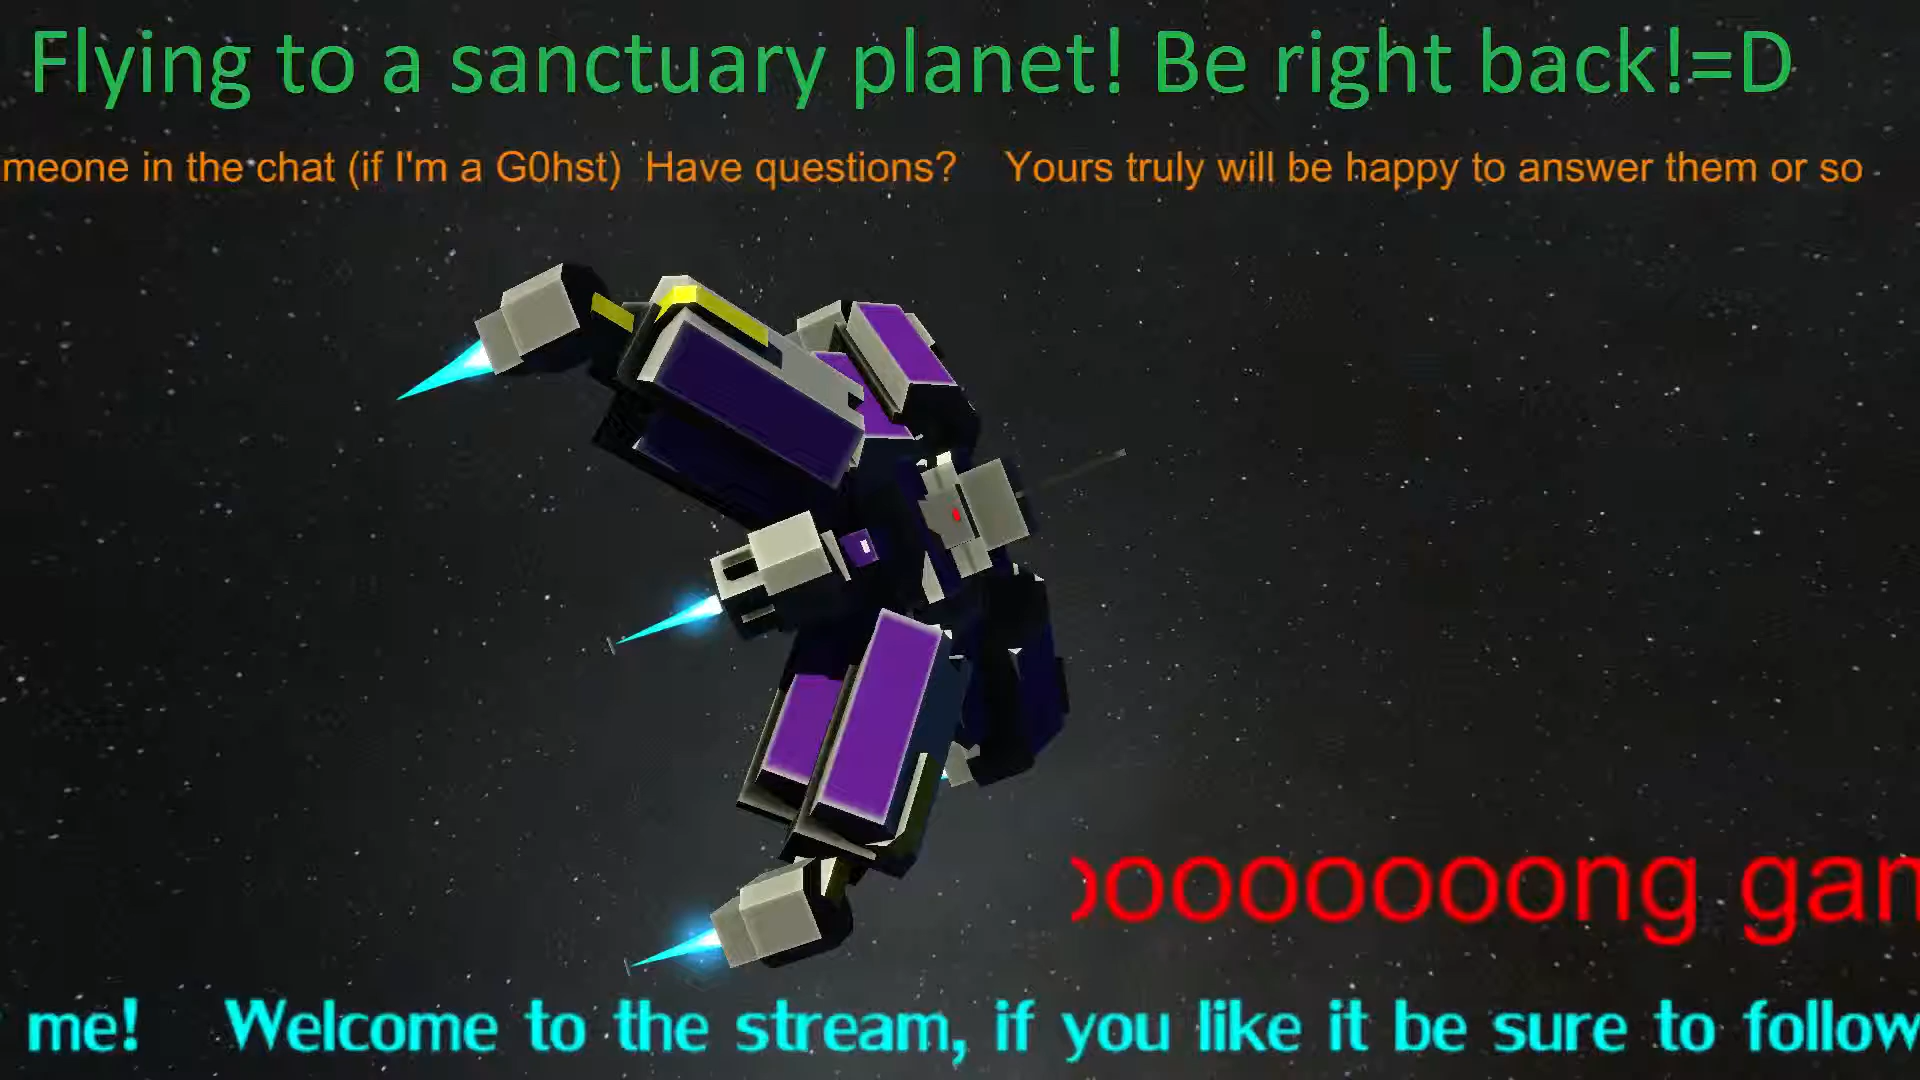 Flying to a sanctuary planet! Be right back!=D
meone in the chat (if I'm a G0hst) Have questions? Yours truly will be happy to answer them or so
ooooooooong gan
me! Welcome to the stream, if you like it be sure to follow